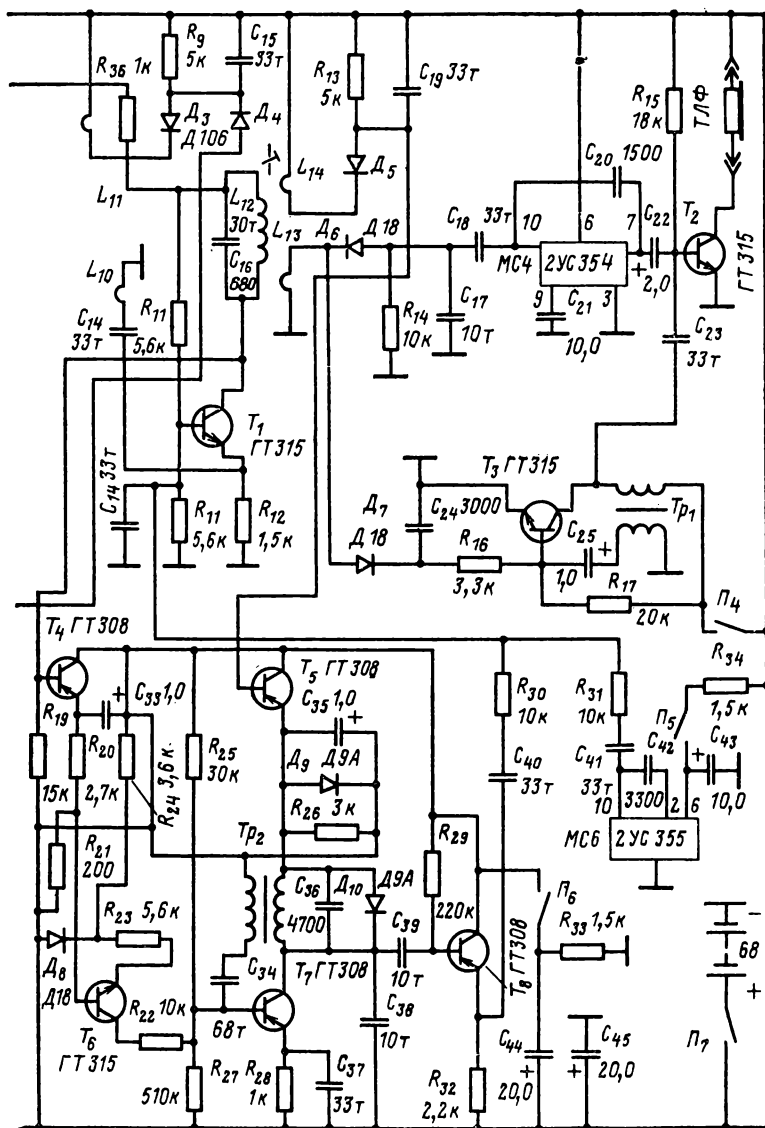 R36 1к
R9
5к
C15
33т
Д3
Д106
Д4
R13
5к
C19 33т
Д5
R15
18к
ТЛФ
C20
1500
L14
L11
L12
30т
C16
680
L13
Д6
Д18
C18
33т
10
6
7
C22
T2
МС4
2УС354
+
2,0
ГТ315
9
3
C21
10,0
L10
C14
33т
R11
5,6к
R14
10к
C17
10т
C23
33т
T1
ГТ315
C14 33т
R11
5,6к
R12
1,5к
T3 ГТ315
Д7
Д18
C24 3000
R16
3,3к
C25
+
1,0
Тр1
R17
20к
П4
T4 ГТ308
+
C33 1,0
T5 ГТ308
C35
1,0
+
R30
10к
R31
10к
R34
1,5к
П5
R19
15к
R20
2,7к
R24 3,6к.
R25
30к
Д9
Д9А
R26
3к
C40
33т
C41
33т
C42
3300
+
C43
10,0
10
2
6
МС6
2УС355
R21
200
Тр2
R29
220к
C36
4700
Д10
Д9А
R23
5,6к
C39
10т
П6
R33 1,5к
-
68
+
Д8
Д18
C34
68т
T7 ГТ308
T8 ГТ308
T6
ГТ315
R22
10к
C38
10т
C44
+
20,0
C45
+
20,0
П7
R27
510к
R28
1к
C37
33т
R32
2,2к